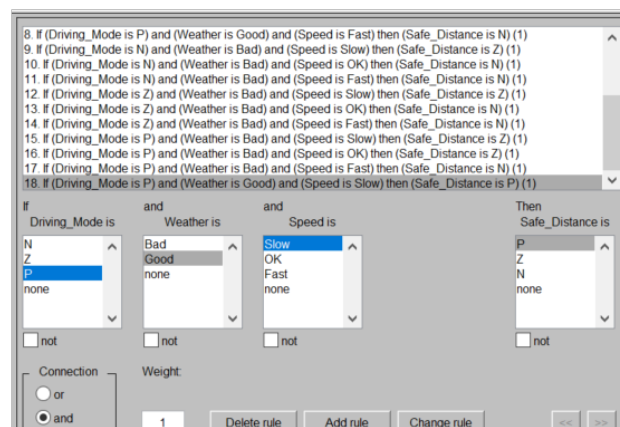 8. If (Driving_Mode is P) and (Weather is Good) and (Speed is Fast) then (Safe_Distance is N) (1)
9. If (Driving_Mode is N) and (Weather is Bad) and (Speed is Slow) then (Safe_Distance is Z) (1)
10. If (Driving_Mode is N) and (Weather is Bad) and (Speed is OK) then (Safe_Distance is N) (1)
11. If (Driving_Mode is N) and (Weather is Bad) and (Speed is Fast) then (Safe_Distance is N) (1)
12. If (Driving_Mode is Z) and (Weather is Bad) and (Speed is Slow) then (Safe_Distance is Z) (1)
13. If (Driving_Mode is Z) and (Weather is Bad) and (Speed is OK) then (Safe_Distance is N) (1)
14. If (Driving_Mode is Z) and (Weather is Bad) and (Speed is Fast) then (Safe_Distance is N) (1)
15. If (Driving_Mode is P) and (Weather is Bad) and (Speed is Slow) then (Safe_Distance is Z) (1)
16. If (Driving_Mode is P) and (Weather is Bad) and (Speed is OK) then (Safe_Distance is Z) (1)
17. If (Driving_Mode is P) and (Weather is Bad) and (Speed is Fast) then (Safe_Distance is N) (1)
18. If (Driving_Mode is P) and (Weather is Good) and (Speed is Slow) then (Safe_Distance is P) (1)
If and and Then
Driving_Mode is Weather is Speed is Safe_Distance is
N Bad Slow P
Z Good OK Z
P none Fast N
none none none
not not not not
Connection Weight:
or
and 1 Delete rule Add rule Change rule << >>